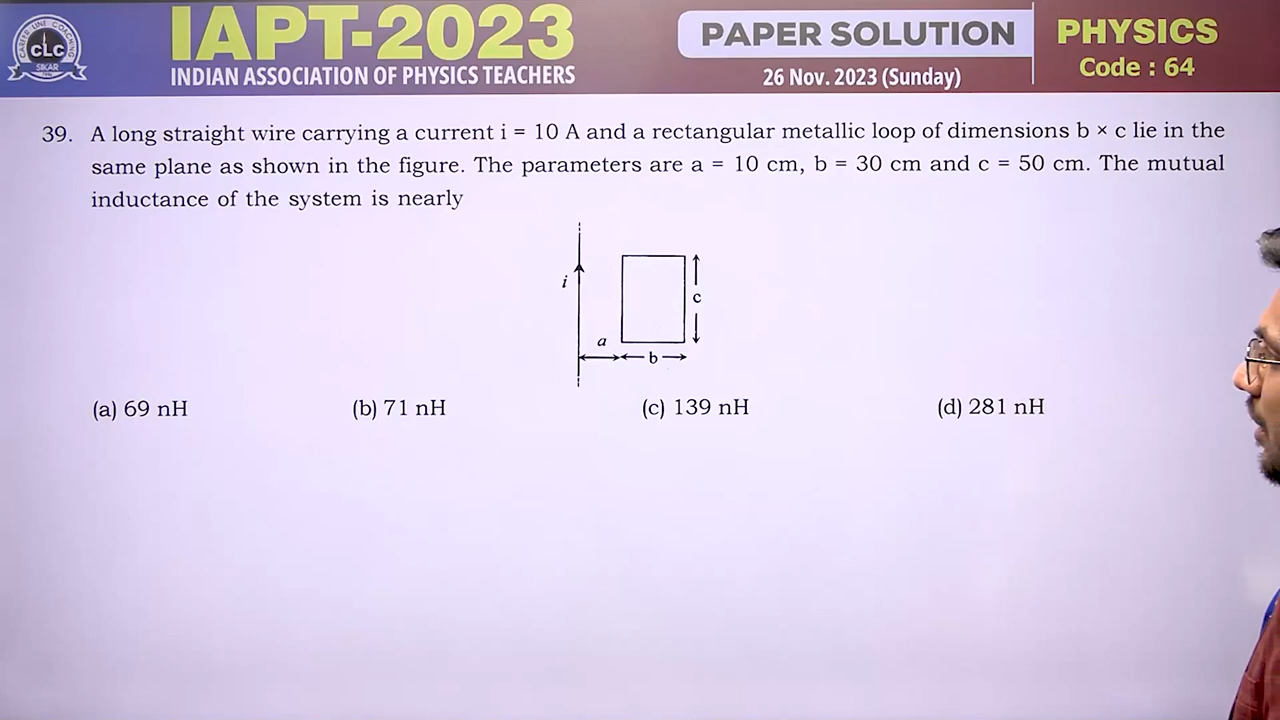 CAREER LINE COACHING
CLC
SIKAR
IAPT-2023
INDIAN ASSOCIATION OF PHYSICS TEACHERS
PAPER SOLUTION
26 Nov. 2023 (Sunday)
PHYSICS
Code : 64
39. A long straight wire carrying a current i = 10 A and a rectangular metallic loop of dimensions b × c lie in the
same plane as shown in the figure. The parameters are a = 10 cm, b = 30 cm and c = 50 cm. The mutual
inductance of the system is nearly
i
c
a
b
(a) 69 nH (b) 71 nH (c) 139 nH (d) 281 nH